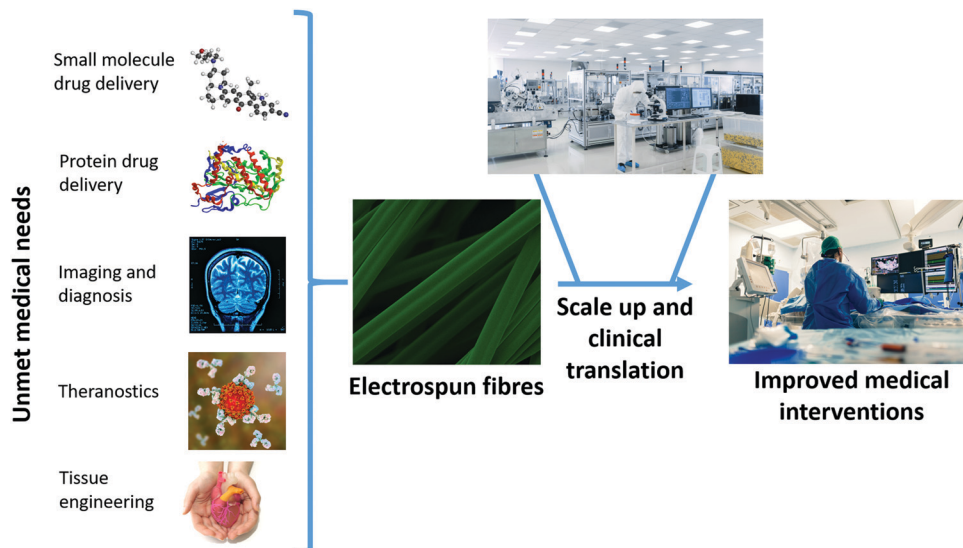 Unmet medical needs
Small molecule
drug delivery
Protein drug
delivery
Imaging and
diagnosis
Theranostics
Tissue
engineering
Electrospun fibres
Scale up and
clinical
translation
Improved medical
interventions